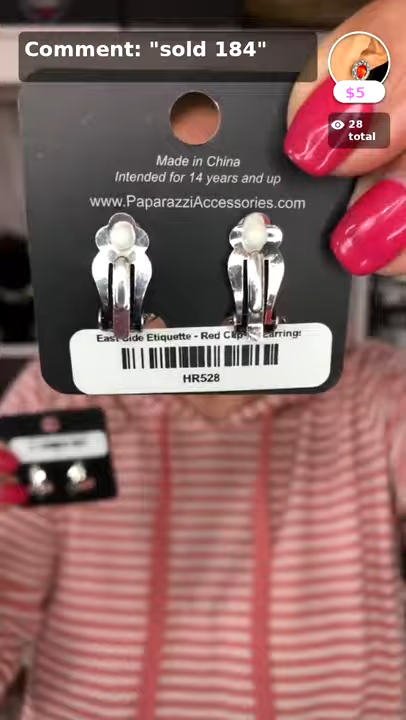 Comment: "sold 184"
$5
28
total
Made in China
Intended for 14 years and up
www.PaparazziAccessories.com
East Side Etiquette - Red Clip Earrings
HR528